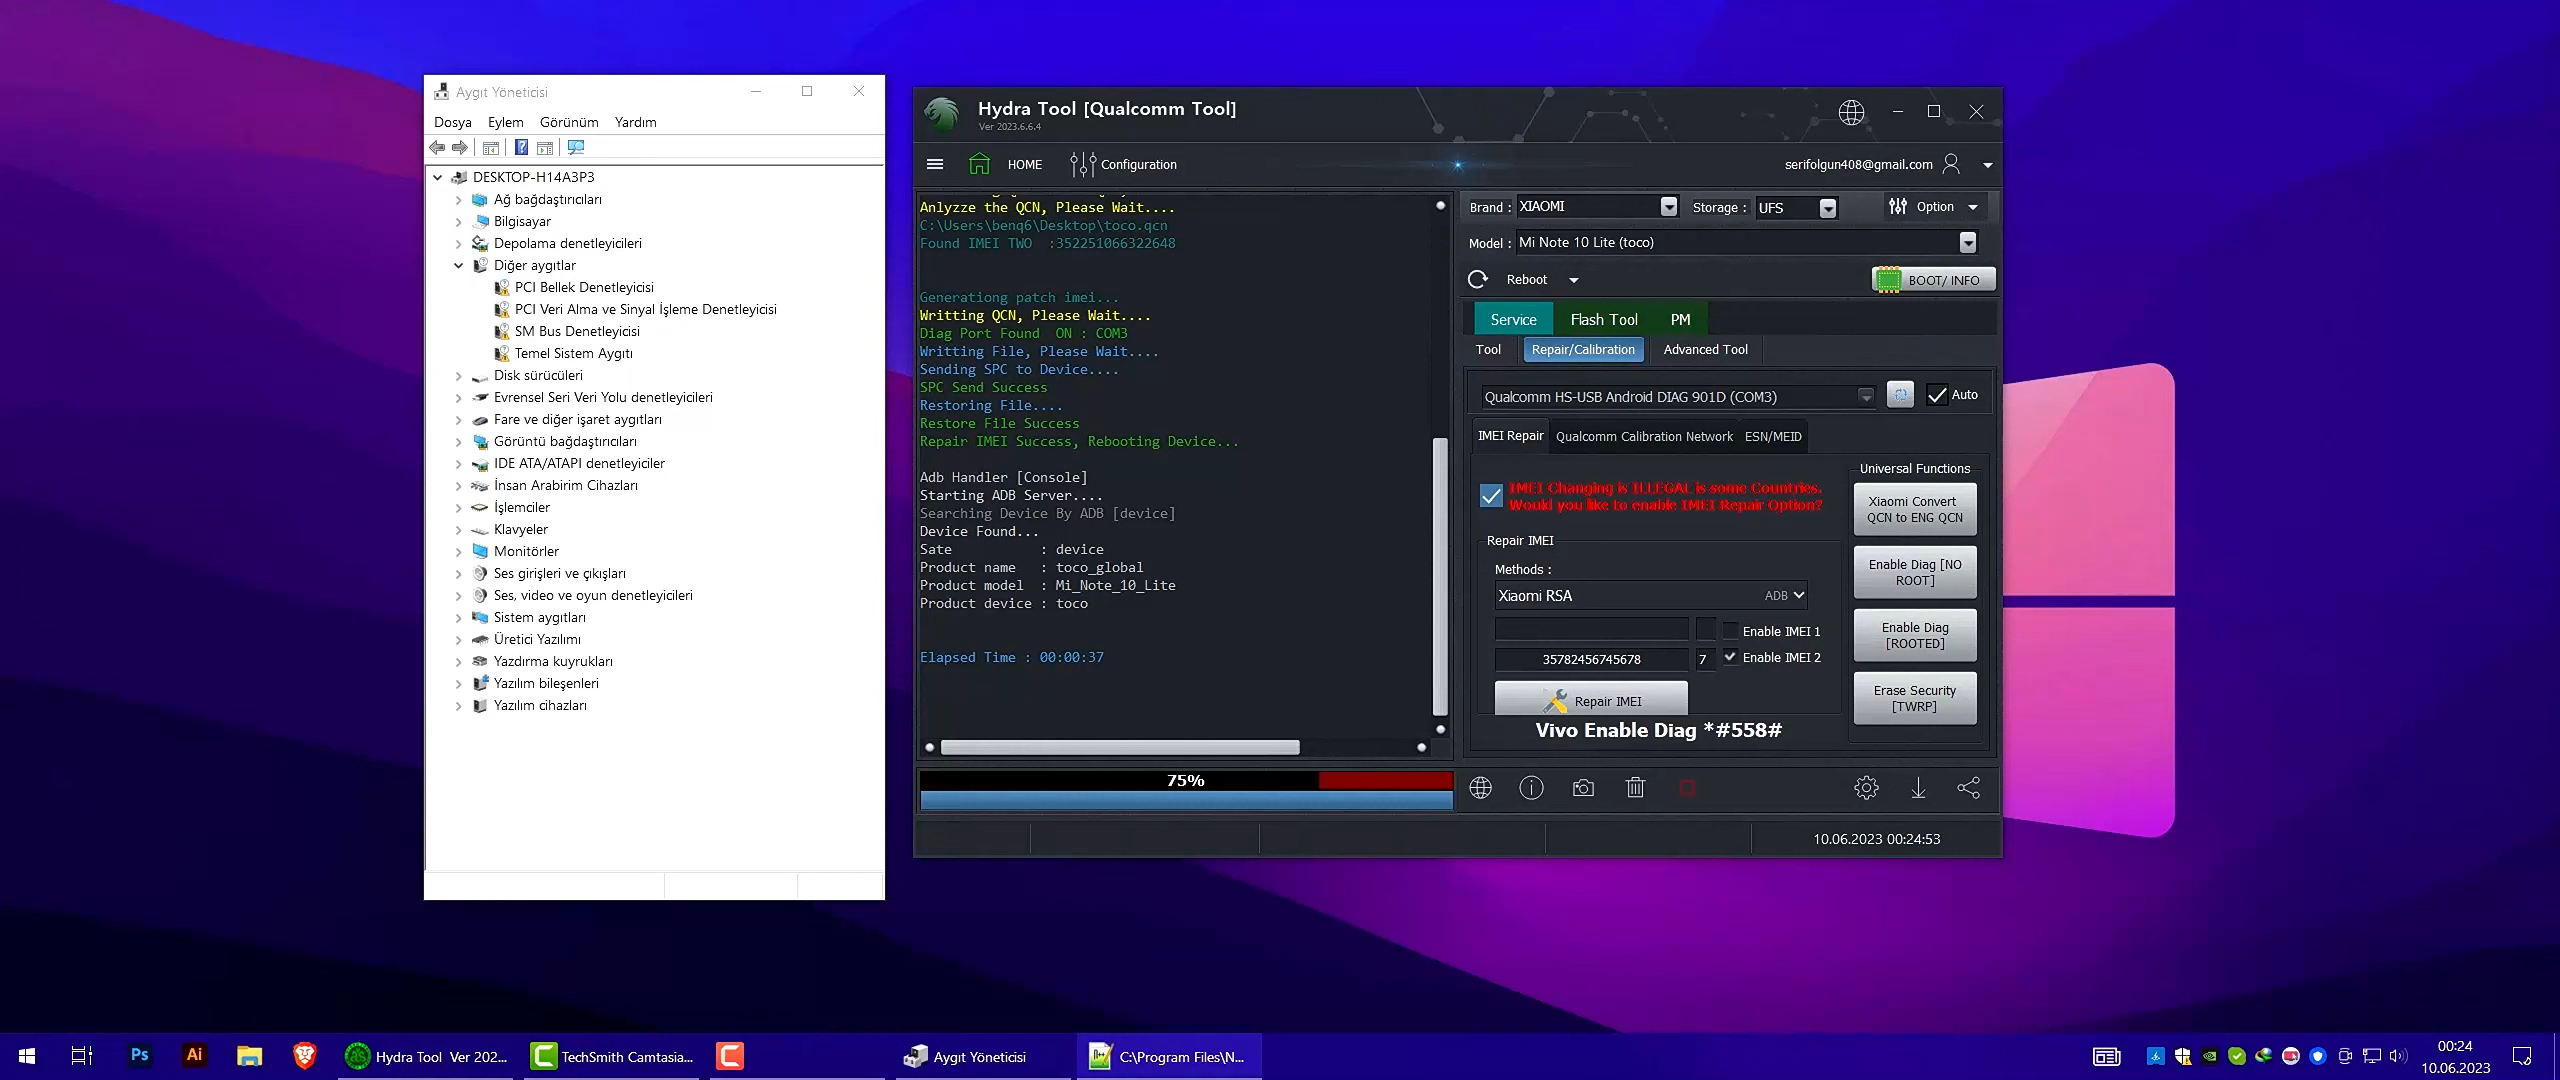 Aygıt Yöneticisi
Dosya Eylem Görünüm Yardım
DESKTOP-H14A3P3
Ağ bağdaştırıcıları
Bilgisayar
Depolama denetleyicileri
Diğer aygıtlar
PCI Bellek Denetleyicisi
PCI Veri Alma ve Sinyal İşleme Denetleyicisi
SM Bus Denetleyicisi
Temel Sistem Aygıtı
Disk sürücüleri
Evrensel Seri Veri Yolu denetleyicileri
Fare ve diğer işaret aygıtları
Görüntü bağdaştırıcıları
IDE ATA/ATAPI denetleyiciler
İnsan Arabirim Cihazları
İşlemciler
Klavyeler
Monitörler
Ses girişleri ve çıkışları
Ses, video ve oyun denetleyicileri
Sistem aygıtları
Üretici Yazılımı
Yazdırma kuyrukları
Yazılım bileşenleri
Yazılım cihazları
Hydra Tool [Qualcomm Tool]
Ver 2023.6.6.4
HOME Configuration serifolgun408@gmail.com
Anlyzze the QCN, Please Wait....
C:\Users\benq6\Desktop\toco.qcn
Found IMEI TWO :352251066322648
Generationg patch imei...
Writting QCN, Please Wait....
Diag Port Found ON : COM3
Writting File, Please Wait....
Sending SPC to Device....
SPC Send Success
Restoring File....
Restore File Success
Repair IMEI Success, Rebooting Device...
Adb Handler [Console]
Starting ADB Server....
Searching Device By ADB [device]
Device Found...
Sate : device
Product name : toco_global
Product model : Mi_Note_10_Lite
Product device : toco
Elapsed Time : 00:00:37
75%
Brand : XIAOMI Storage : UFS Option
Model : Mi Note 10 Lite (toco)
Reboot BOOT/ INFO
Service Flash Tool PM
Tool Repair/Calibration Advanced Tool
Qualcomm HS-USB Android DIAG 901D (COM3) Auto
IMEI Repair Qualcomm Calibration Network ESN/MEID
IMEI Changing is ILLEGAL is some Countries.
Would you like to enable IMEI Repair Option?
Repair IMEI
Methods :
Xiaomi RSA ADB
Enable IMEI 1
35782456745678 7 Enable IMEI 2
Repair IMEI
Vivo Enable Diag *#558#
Universal Functions
Xiaomi Convert
QCN to ENG QCN
Enable Diag [NO
ROOT]
Enable Diag
[ROOTED]
Erase Security
[TWRP]
10.06.2023 00:24:53
Ps Ai Hydra Tool Ver 202... TechSmith Camtasia... Aygıt Yöneticisi C:\Program Files\N...
00:24
10.06.2023